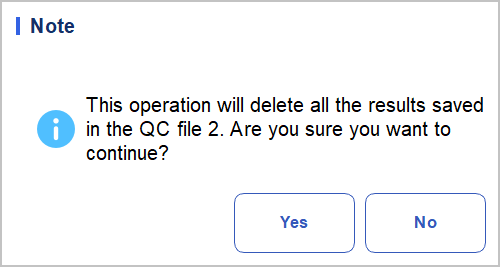 Note
This operation will delete all the results saved
in the QC file 2. Are you sure you want to
continue?
Yes
No